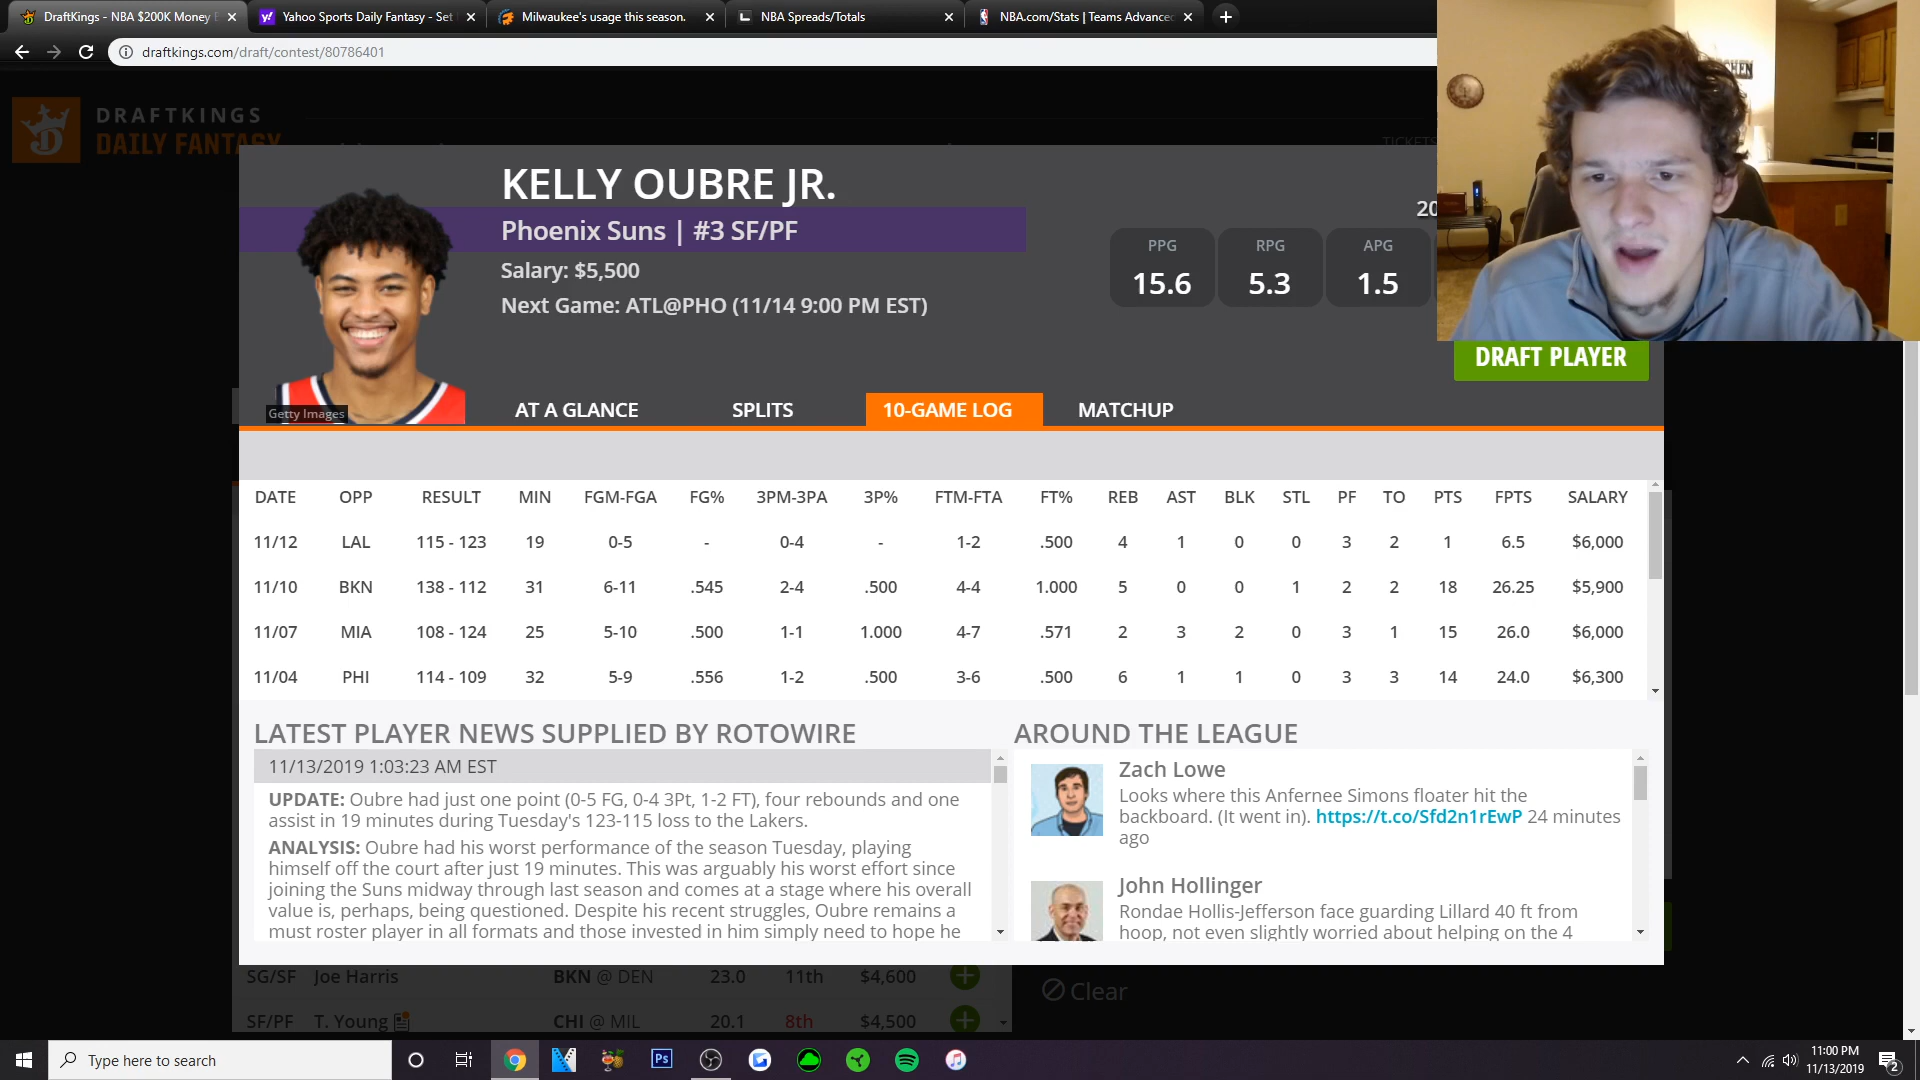 DraftKings - NBA $200K Money
Yahoo Sports Daily Fantasy - Set
Milwaukee's usage this season.
NBA Spreads/Totals
NBA.com/Stats | Teams Advanced
draftkings.com/draft/contest/80786401
DRAFTKINGS
DAILY FANTASY
TICKETS
KELLY OUBRE JR.
Phoenix Suns | #3 SF/PF
Salary: $5,500
Next Game: ATL@PHO (11/14 9:00 PM EST)
20
PPG RPG APG
15.6 5.3 1.5
DRAFT PLAYER
Getty Images
AT A GLANCE SPLITS 10-GAME LOG MATCHUP
DATE OPP RESULT MIN FGM-FGA FG% 3PM-3PA 3P% FTM-FTA FT% REB AST BLK STL PF TO PTS FPTS SALARY
11/12 LAL 115 - 123 19 0-5 - 0-4 - 1-2 .500 4 1 0 0 3 2 1 6.5 $6,000
11/10 BKN 138 - 112 31 6-11 .545 2-4 .500 4-4 1.000 5 0 0 1 2 2 18 26.25 $5,900
11/07 MIA 108 - 124 25 5-10 .500 1-1 1.000 4-7 .571 2 3 2 0 3 1 15 26.0 $6,000
11/04 PHI 114 - 109 32 5-9 .556 1-2 .500 3-6 .500 6 1 1 0 3 3 14 24.0 $6,300
LATEST PLAYER NEWS SUPPLIED BY ROTOWIRE
11/13/2019 1:03:23 AM EST
UPDATE: Oubre had just one point (0-5 FG, 0-4 3Pt, 1-2 FT), four rebounds and one
assist in 19 minutes during Tuesday's 123-115 loss to the Lakers.
ANALYSIS: Oubre had his worst performance of the season Tuesday, playing
himself off the court after just 19 minutes. This was arguably his worst effort since
joining the Suns midway through last season and comes at a stage where his overall
value is, perhaps, being questioned. Despite his recent struggles, Oubre remains a
must roster player in all formats and those invested in him simply need to hope he
AROUND THE LEAGUE
Zach Lowe
Looks where this Anfernee Simons floater hit the
backboard. (It went in). https://t.co/Sfd2n1rEwP 24 minutes
ago
John Hollinger
Rondae Hollis-Jefferson face guarding Lillard 40 ft from
hoop, not even slightly worried about helping on the 4
SG/SF Joe Harris BKN @ DEN 23.0 11th $4,600
SF/PF T. Young CHI @ MIL 20.1 8th $4,500
Clear
Type here to search
Ps
11:00 PM
11/13/2019
2